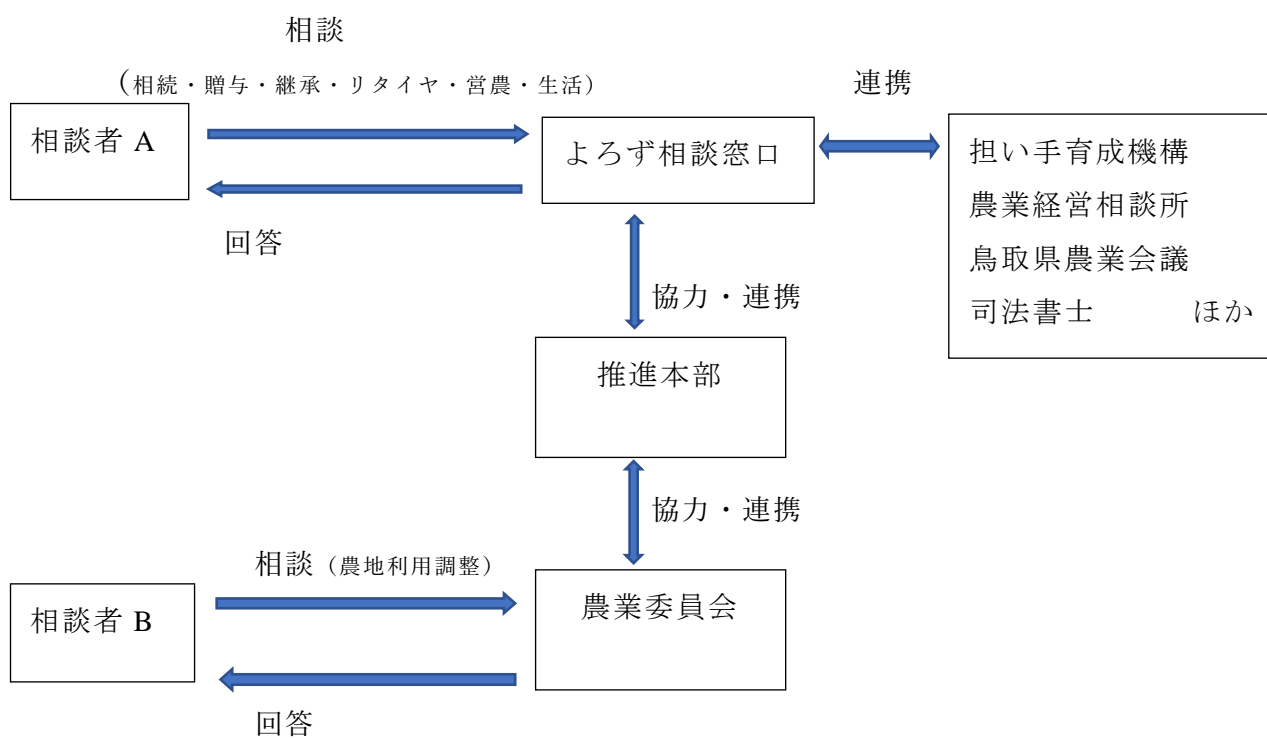 相談
（相続・贈与・継承・リタイヤ・営農・生活）
連携
相談者 A
よろず相談窓口
担い手育成機構
農業経営相談所
鳥取県農業会議
司法書士 ほか
回答
協力・連携
推進本部
協力・連携
相談（農地利用調整）
農業委員会
相談者 B
回答